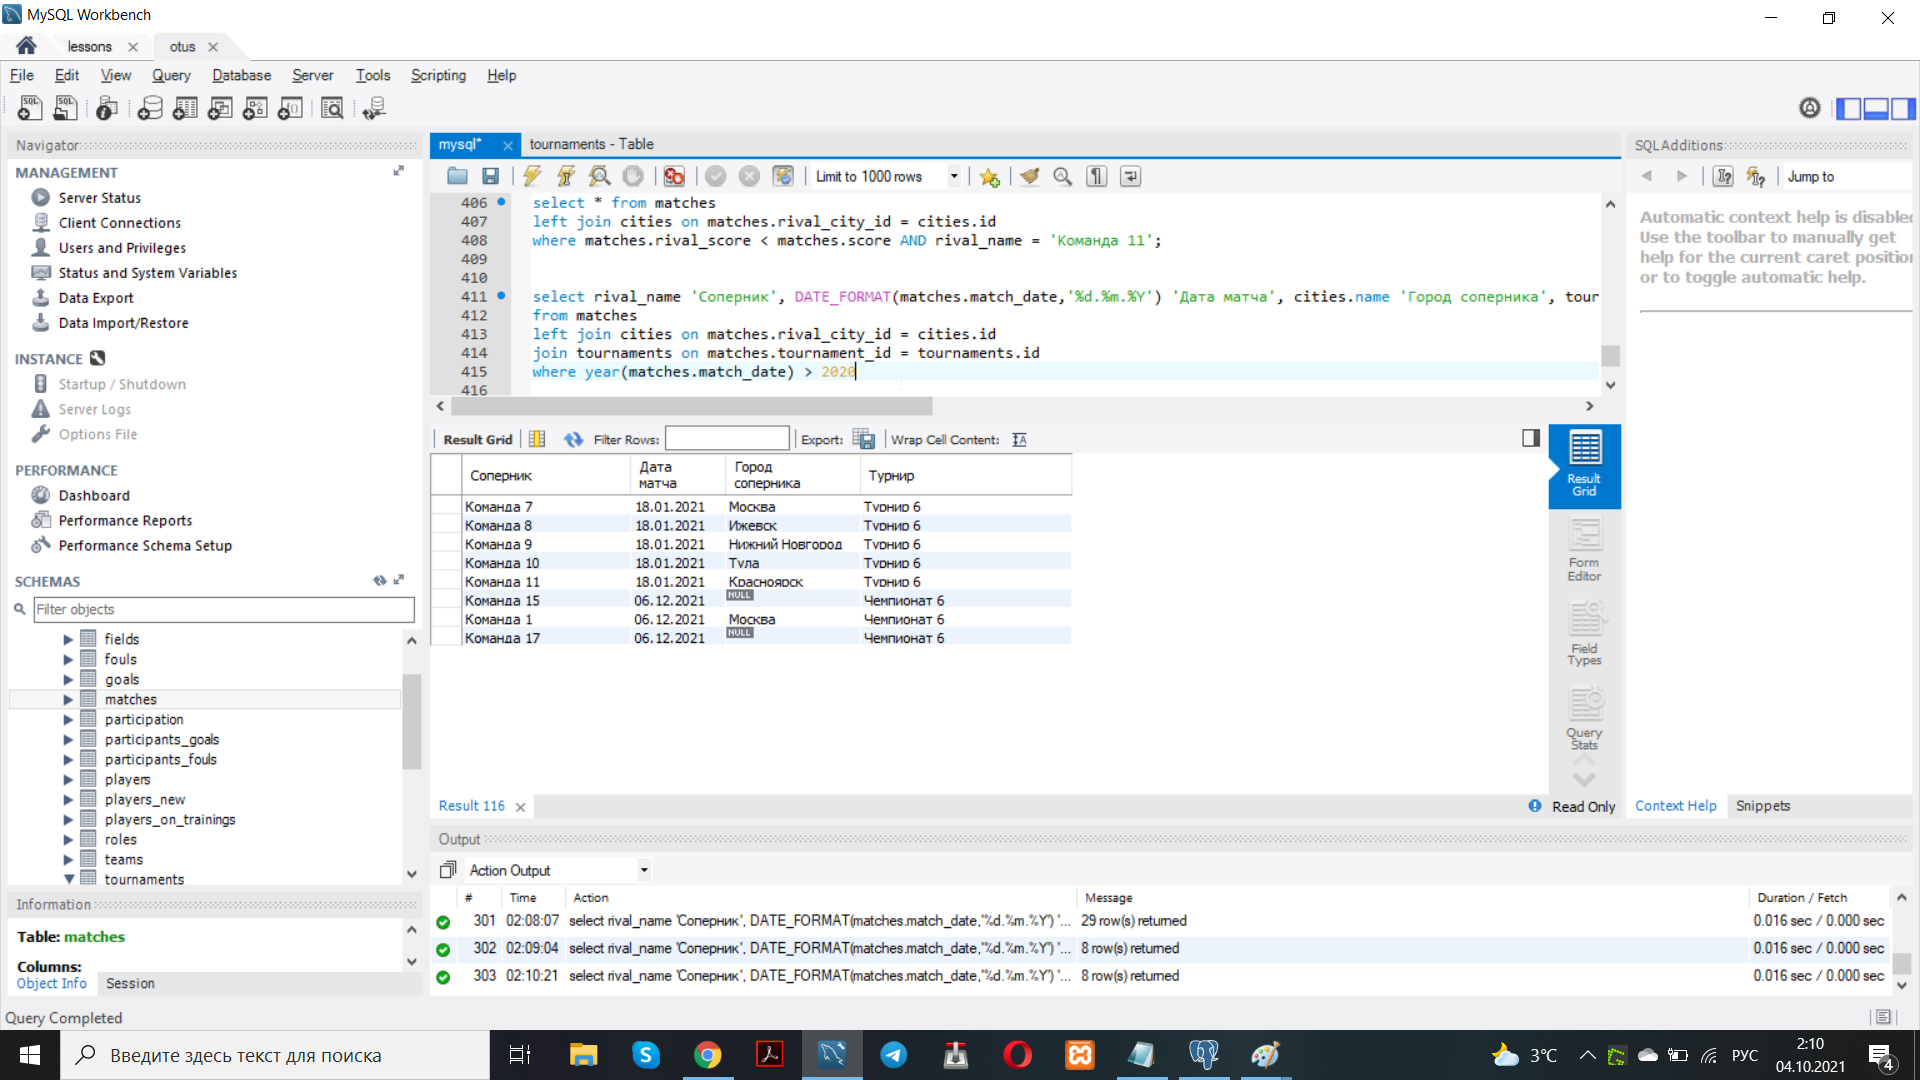 MySQL Workbench
lessons
otus
File Edit View Query Database Server Tools Scripting Help
Navigator
MANAGEMENT
Server Status
Client Connections
Users and Privileges
Status and System Variables
Data Export
Data Import/Restore
INSTANCE
Startup / Shutdown
Server Logs
Options File
PERFORMANCE
Dashboard
Performance Reports
Performance Schema Setup
SCHEMAS
Filter objects
fields
fouls
goals
matches
participation
participants_goals
participants_fouls
players
players_new
players_on_trainings
roles
teams
tournaments
Information
Table: matches
Columns:
Object Info Session
Query Completed
mysql* tournaments - Table
Limit to 1000 rows
406 select * from matches
407 left join cities on matches.rival_city_id = cities.id
408 where matches.rival_score < matches.score AND rival_name = 'Команда 11';
409
410
411 select rival_name 'Соперник', DATE_FORMAT(matches.match_date,'%d.%m.%Y') 'Дата матча', cities.name 'Город соперника', tour
412 from matches
413 left join cities on matches.rival_city_id = cities.id
414 join tournaments on matches.tournament_id = tournaments.id
415 where year(matches.match_date) > 2020
416
Result Grid Filter Rows: Export: Wrap Cell Content:
Соперник Дата матча Город соперника Турнир
Команда 7 18.01.2021 Москва Турнир 6
Команда 8 18.01.2021 Ижевск Турнир 6
Команда 9 18.01.2021 Нижний Новгород Турнир 6
Команда 10 18.01.2021 Тула Турнир 6
Команда 11 18.01.2021 Красноярск Турнир 6
Команда 15 06.12.2021 NULL Чемпионат 6
Команда 1 06.12.2021 Москва Чемпионат 6
Команда 17 06.12.2021 NULL Чемпионат 6
Result Grid
Form Editor
Field Types
Query Stats
Result 116
Read Only
SQLAdditions
Jump to
Automatic context help is disabled
Use the toolbar to manually get
help for the current caret position
or to toggle automatic help.
Context Help Snippets
Output
Action Output
# Time Action Message Duration / Fetch
301 02:08:07 select rival_name 'Соперник', DATE_FORMAT(matches.match_date,'%d.%m.%Y') '... 29 row(s) returned 0.016 sec / 0.000 sec
302 02:09:04 select rival_name 'Соперник', DATE_FORMAT(matches.match_date,'%d.%m.%Y') '... 8 row(s) returned 0.016 sec / 0.000 sec
303 02:10:21 select rival_name 'Соперник', DATE_FORMAT(matches.match_date,'%d.%m.%Y') '... 8 row(s) returned 0.016 sec / 0.000 sec
Введите здесь текст для поиска
3°C
РУС
2:10
04.10.2021
4